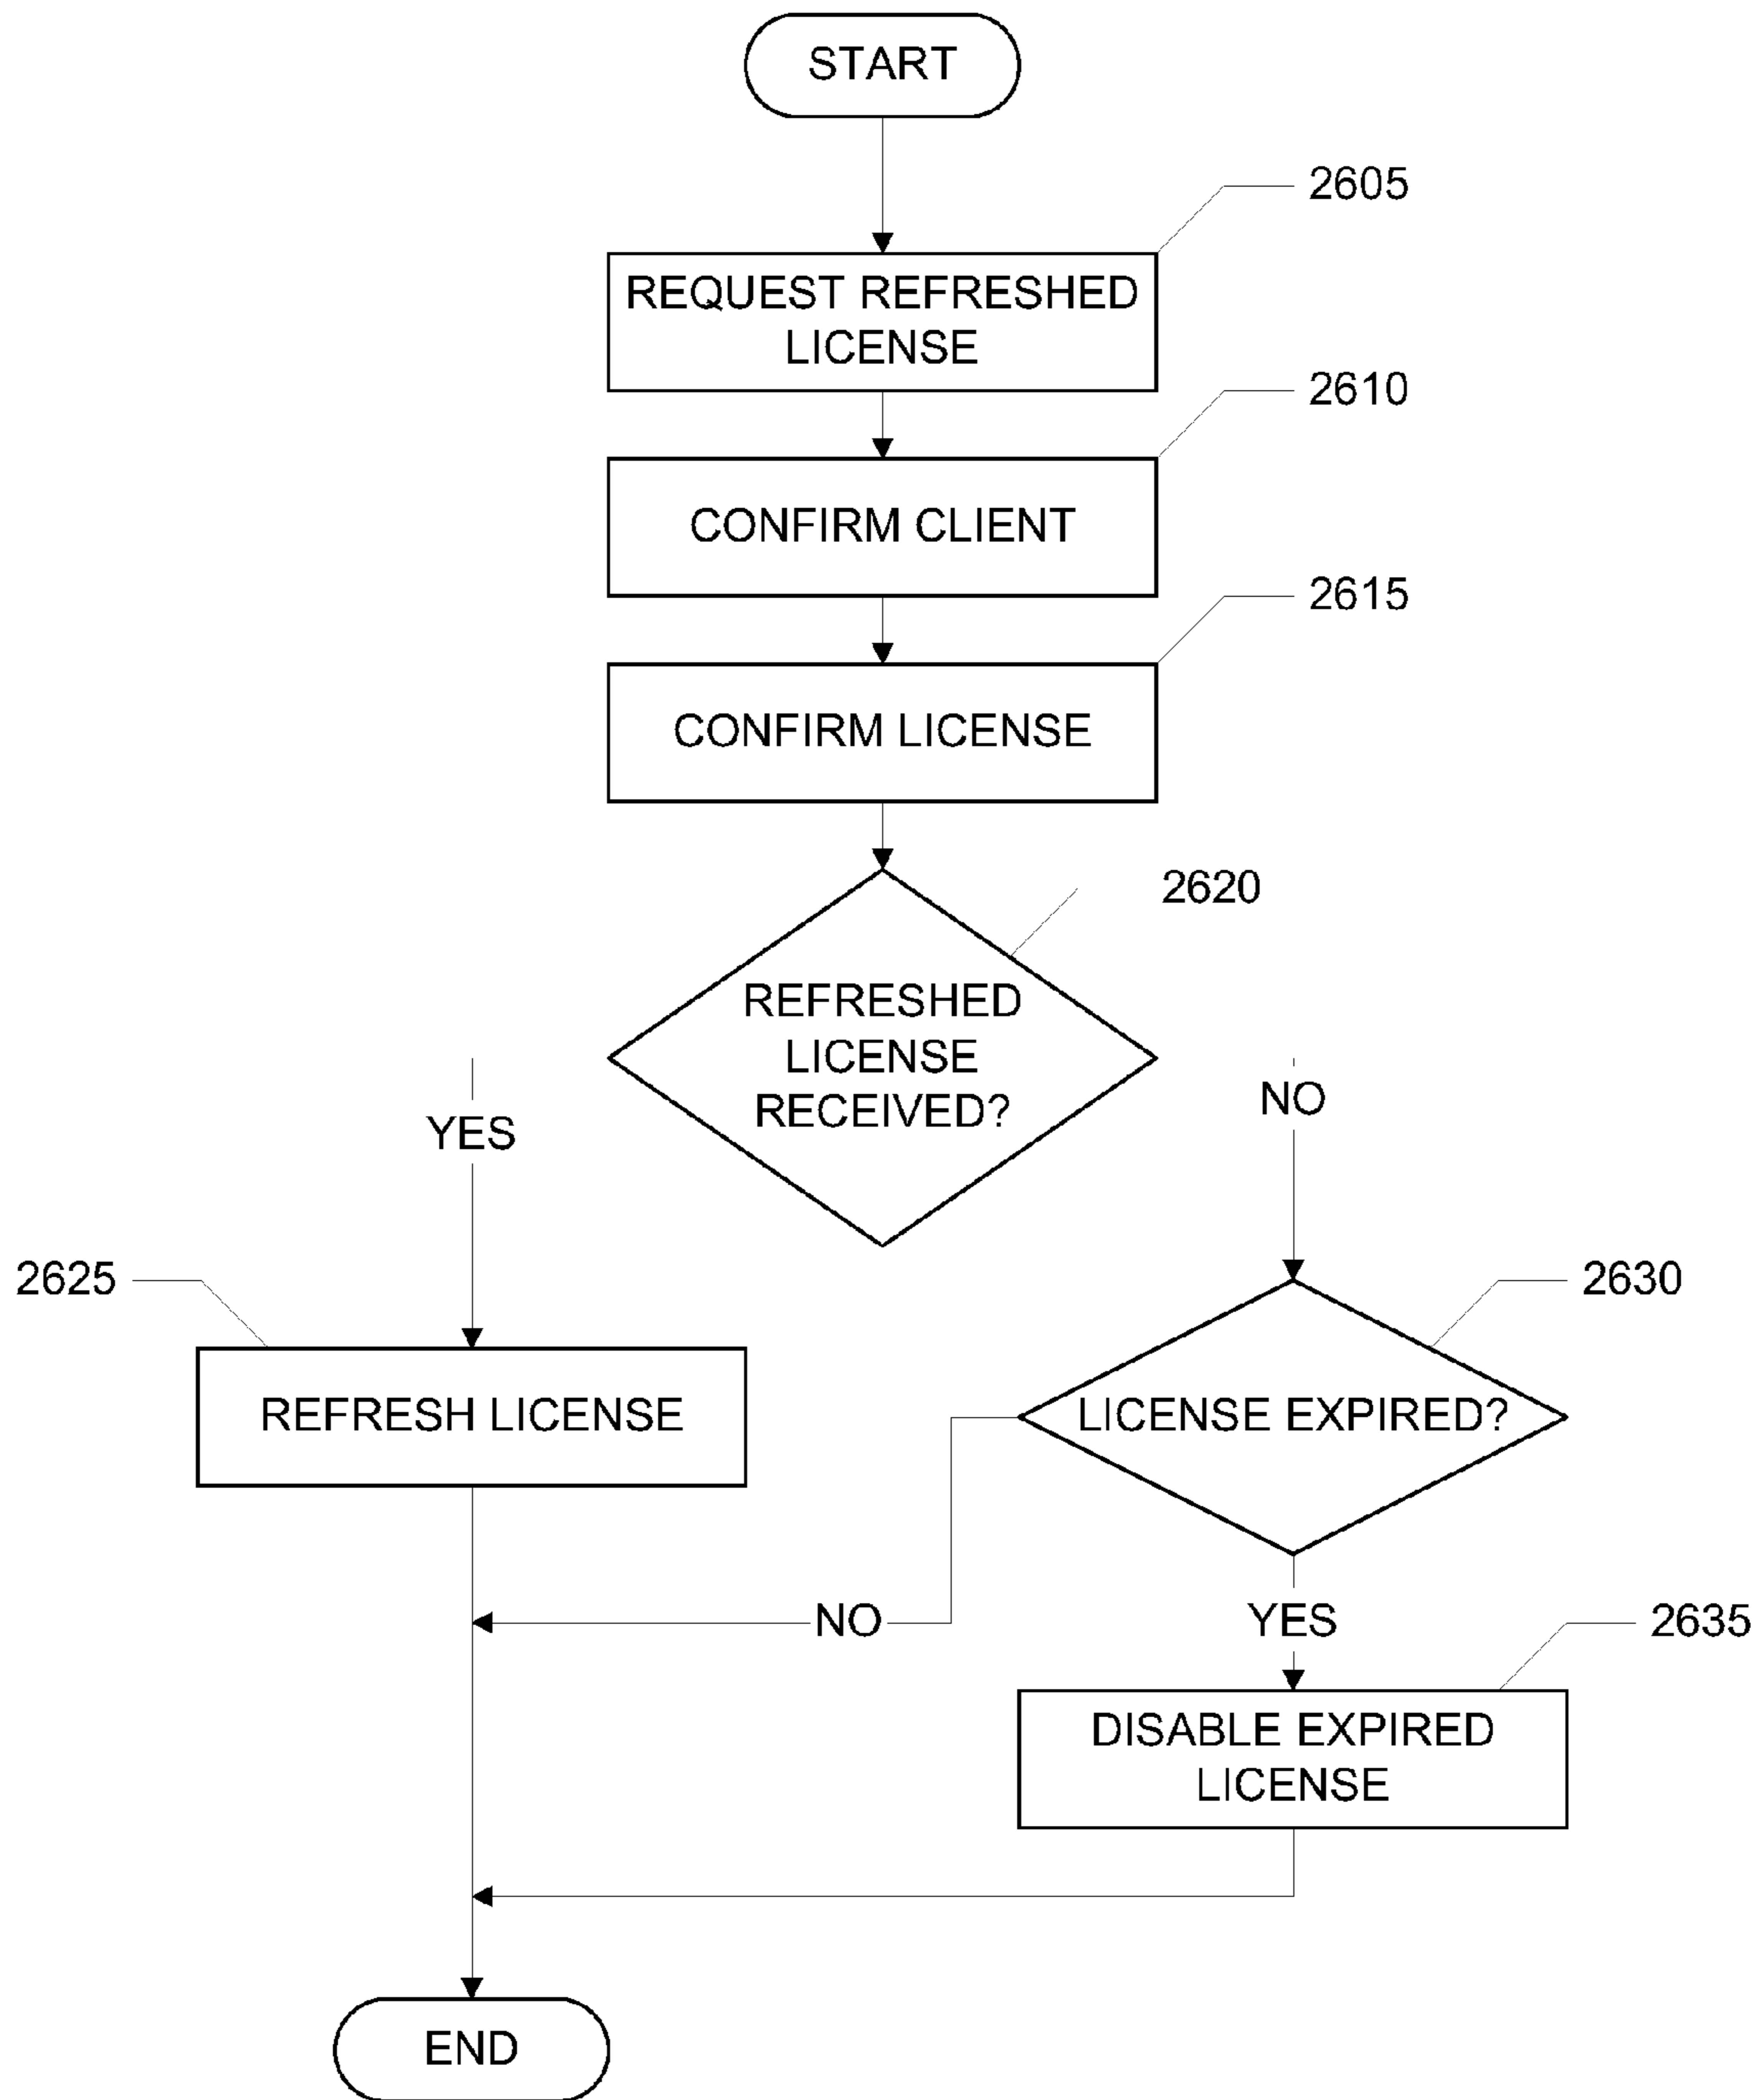 START
2605
REQUEST REFRESHED
LICENSE
2610
CONFIRM CLIENT
2615
CONFIRM LICENSE
2620
REFRESHED
LICENSE
RECEIVED?
NO
YES
2625
2630
REFRESH LICENSE
LICENSE EXPIRED?
NO
YES
2635
DISABLE EXPIRED
LICENSE
END